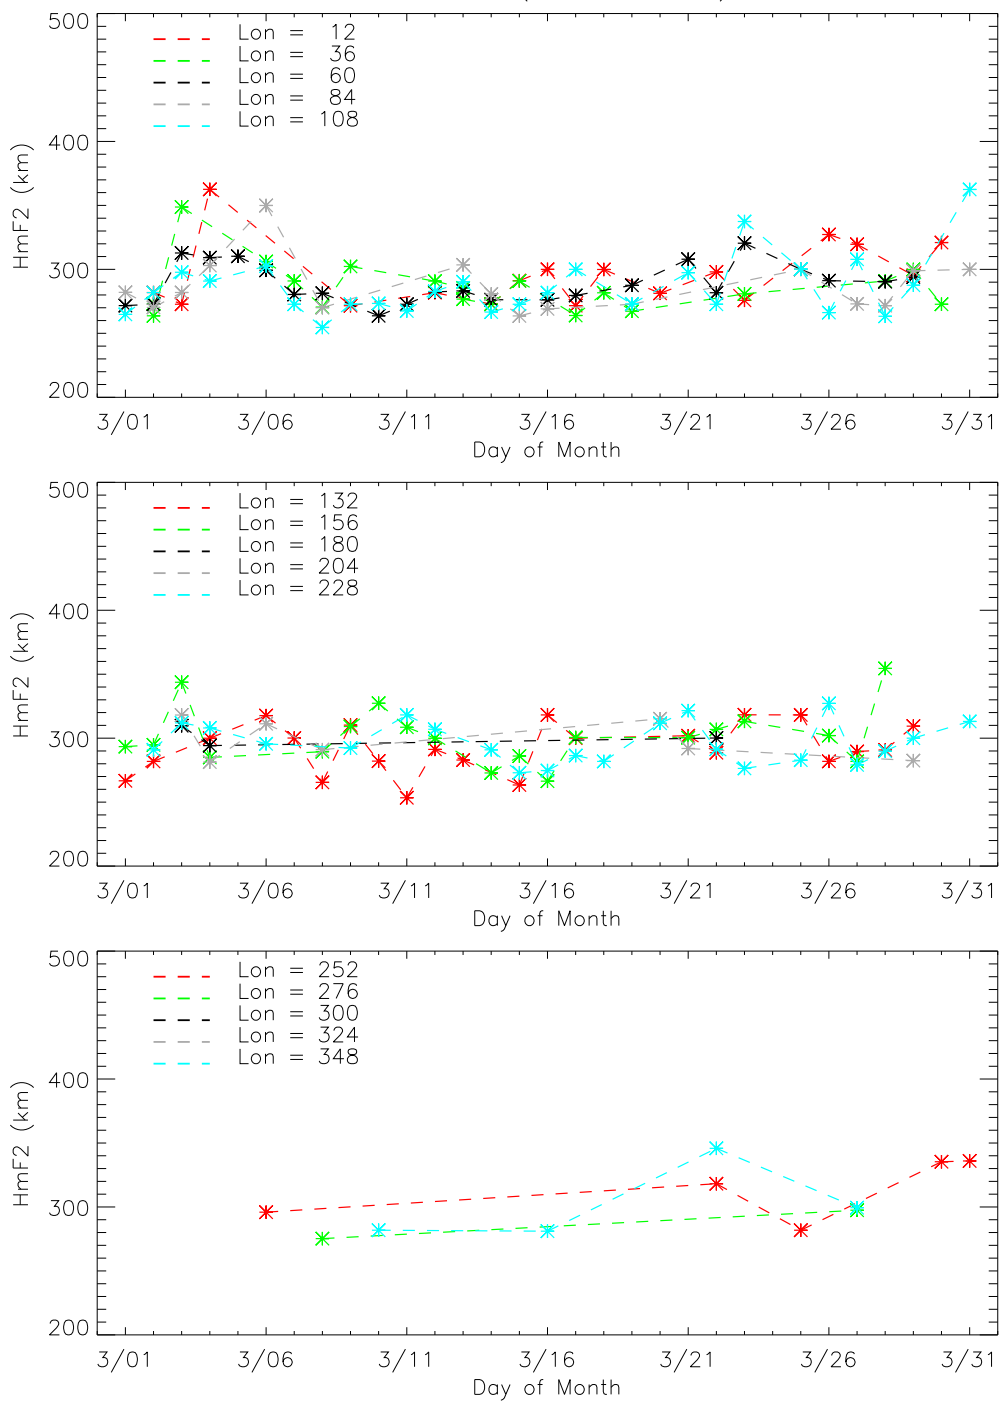 500
Lon = 12
Lon = 36
Lon = 60
Lon = 84
Lon = 108
400
300
200
HmF2 (km)
3/01 3/06 3/11 3/16 3/21 3/26 3/31
Day of Month
500
Lon = 132
Lon = 156
Lon = 180
Lon = 204
Lon = 228
400
300
200
HmF2 (km)
3/01 3/06 3/11 3/16 3/21 3/26 3/31
Day of Month
500
Lon = 252
Lon = 276
Lon = 300
Lon = 324
Lon = 348
400
300
200
HmF2 (km)
3/01 3/06 3/11 3/16 3/21 3/26 3/31
Day of Month